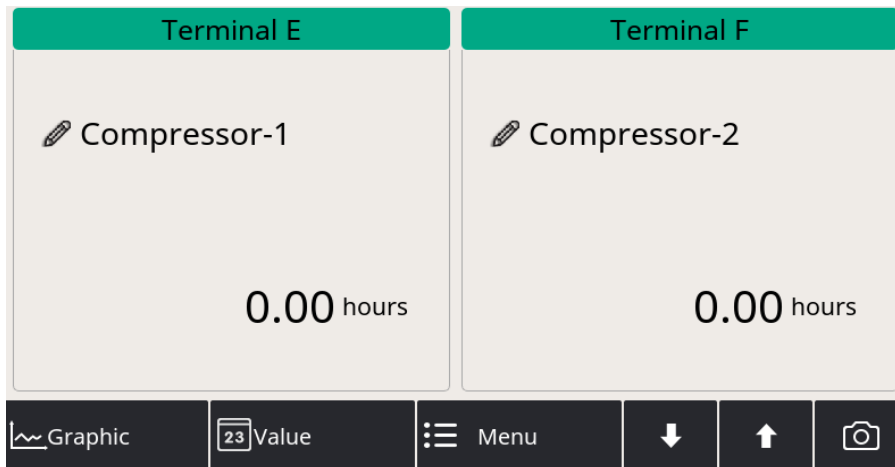 Terminal E
Terminal F
Compressor-1
Compressor-2
0.00 hours
0.00 hours
Graphic
23 Value
Menu